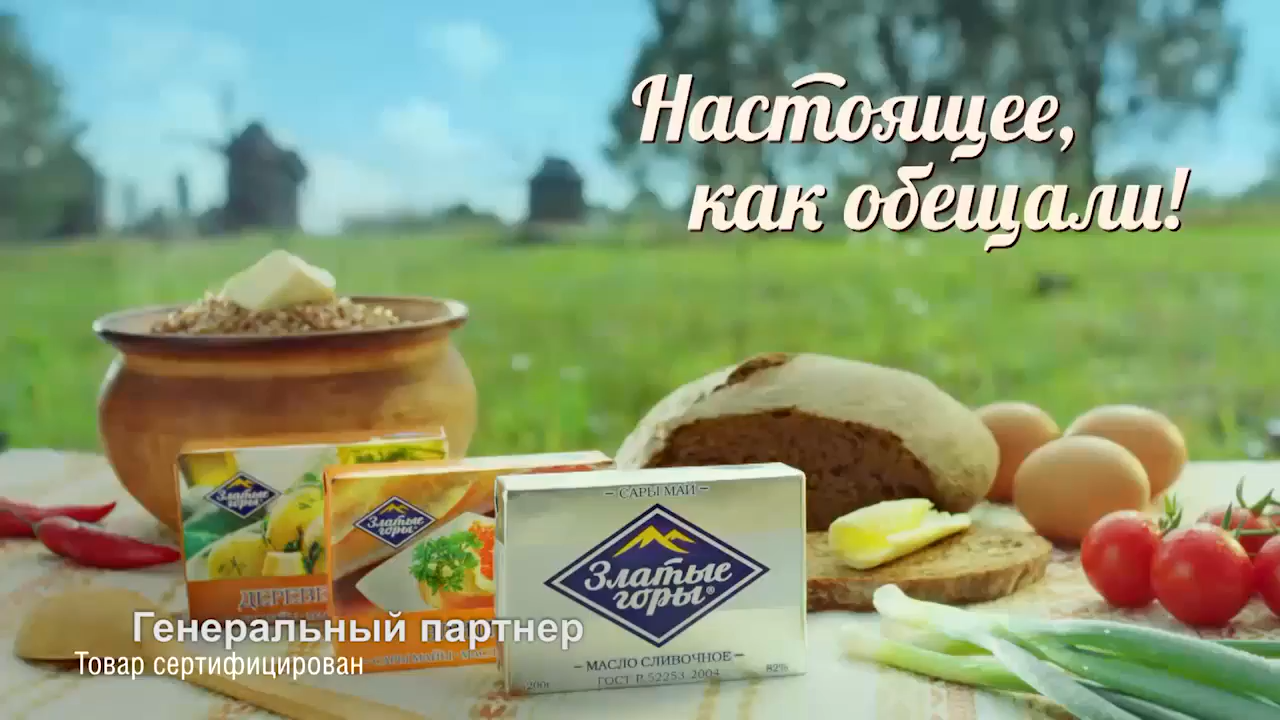 Настоящее,
как обещали!
Златые
горы
Златые
горы
САРЫ МАЙ
Златые
горы®
МАСЛО СЛИВОЧНОЕ
ГОСТ Р 52253 2004
82%
200г
Генеральный партнер
Товар сертифицирован